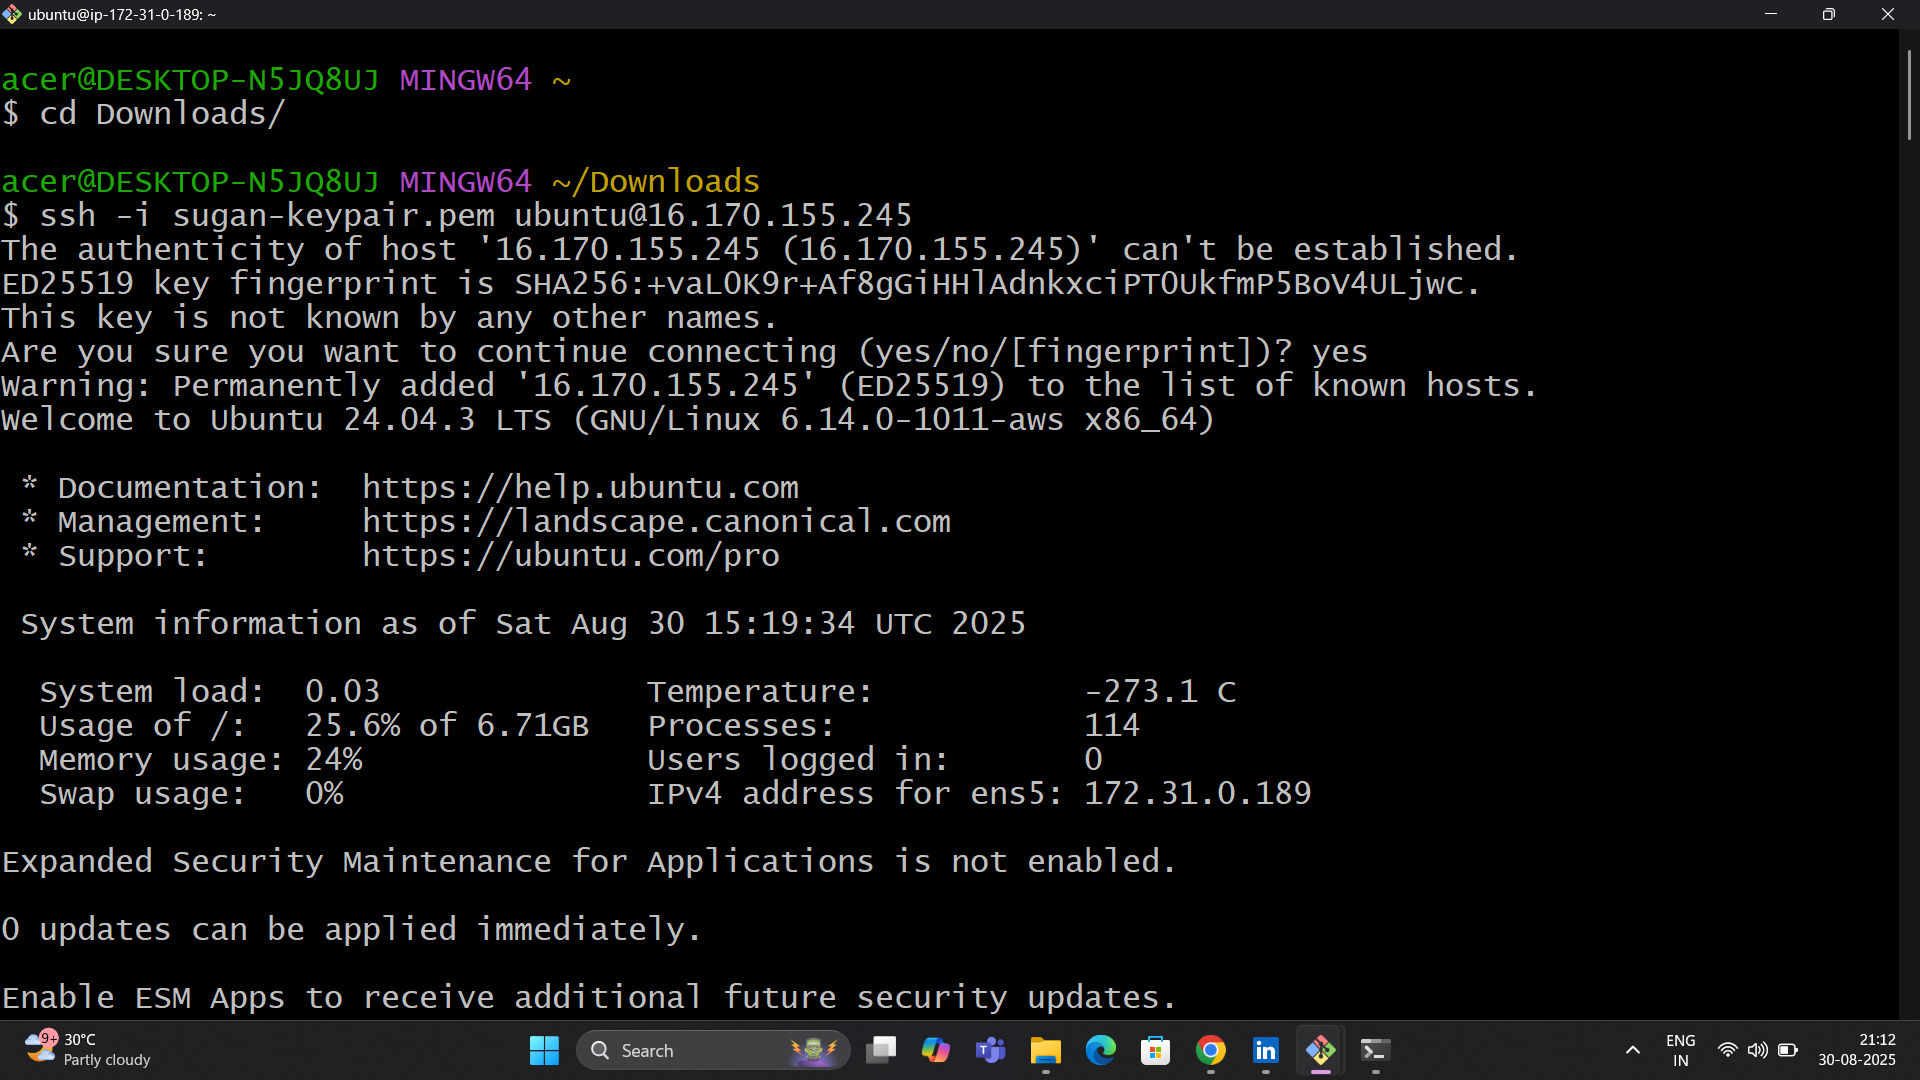 ubuntu@ip-172-31-0-189: ~
acer@DESKTOP-N5JQ8UJ MINGW64 ~
$ cd Downloads/
acer@DESKTOP-N5JQ8UJ MINGW64 ~/Downloads
$ ssh -i sugan-keypair.pem ubuntu@16.170.155.245
The authenticity of host '16.170.155.245 (16.170.155.245)' can't be established.
ED25519 key fingerprint is SHA256:+vaL0K9r+Af8gGiHHlAdnkxciPTOUkfmP5BoV4ULjwc.
This key is not known by any other names.
Are you sure you want to continue connecting (yes/no/[fingerprint])? yes
Warning: Permanently added '16.170.155.245' (ED25519) to the list of known hosts.
Welcome to Ubuntu 24.04.3 LTS (GNU/Linux 6.14.0-1011-aws x86_64)
* Documentation:  https://help.ubuntu.com
* Management:     https://landscape.canonical.com
* Support:        https://ubuntu.com/pro
System information as of Sat Aug 30 15:19:34 UTC 2025
System load:  0.03              Temperature:           -273.1 C
Usage of /:   25.6% of 6.71GB   Processes:             114
Memory usage: 24%               Users logged in:       0
Swap usage:   0%                IPv4 address for ens5: 172.31.0.189
Expanded Security Maintenance for Applications is not enabled.
0 updates can be applied immediately.
Enable ESM Apps to receive additional future security updates.
9+
30°C
Partly cloudy
Search
ENG
IN
21:12
30-08-2025